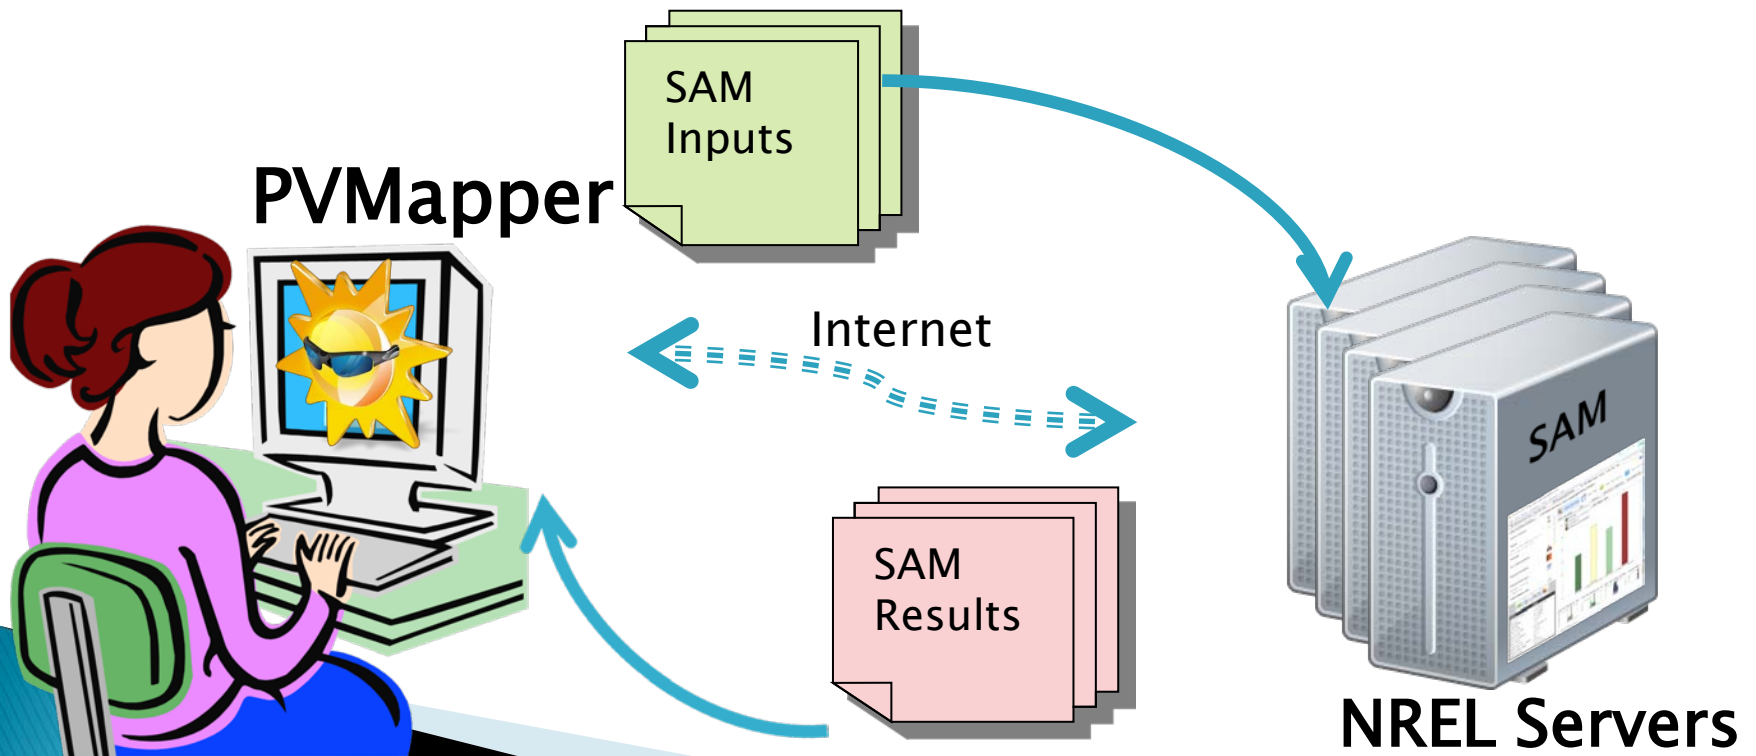 SAM
Inputs
PVMapper
Internet
SAM
SAM
Results
NREL Servers